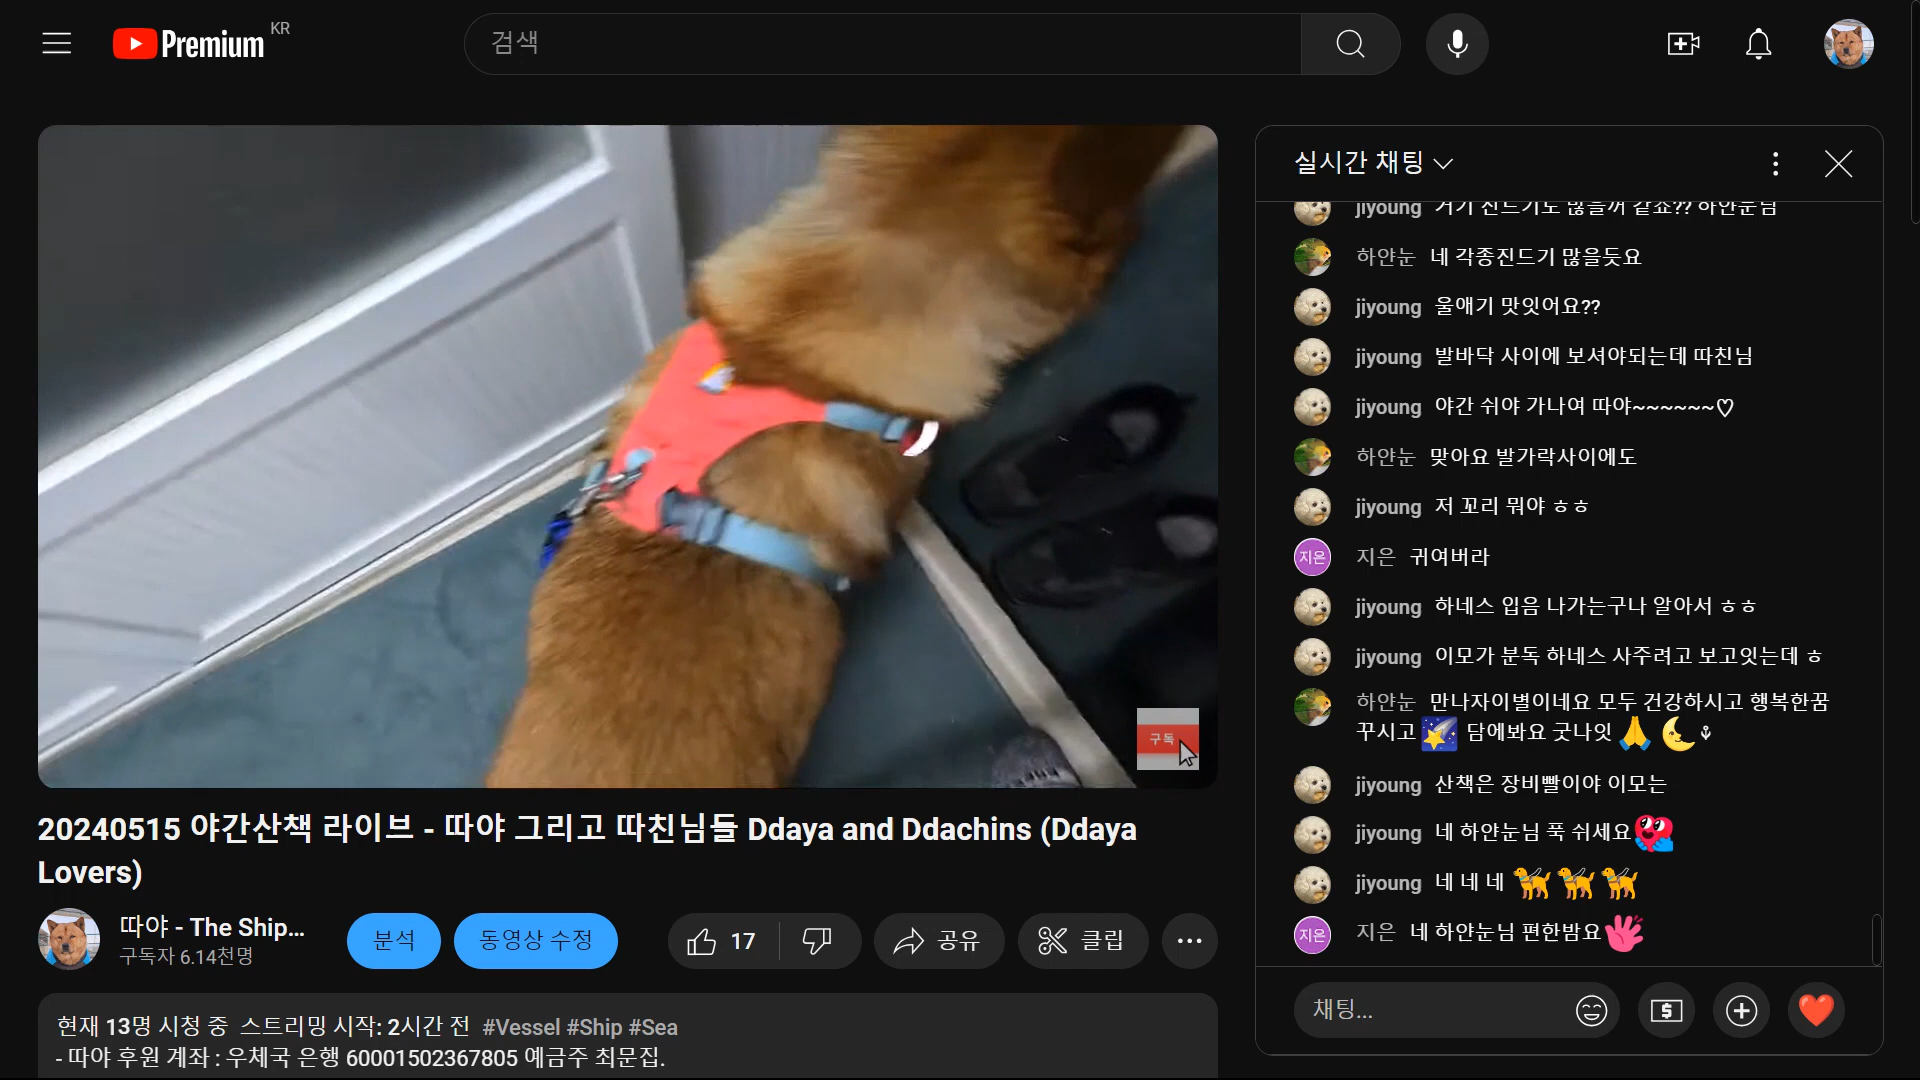 Premium KR
검색
실시간 채팅
jiyoung 거기 진드기도 많을꺼 같죠?? 하얀눈님
하얀눈 네 각종진드기 많을듯요
jiyoung 울애기 맛잇어요??
jiyoung 발바닥 사이에 보셔야되는데 따친님
jiyoung 야간 쉬야 가나여 따야~~~~~~♡
하얀눈 맞아요 발가락사이에도
jiyoung 저 꼬리 뭐야 ㅎㅎ
지은 지은 귀여버라
jiyoung 하네스 입음 나가는구나 알아서 ㅎㅎ
jiyoung 이모가 분독 하네스 사주려고 보고잇는데 ㅎ
하얀눈 만나자이별이네요 모두 건강하시고 행복한꿈
꾸시고🌠 담에봐요 굿나잇🙏 🌜⚓
jiyoung 산책은 장비빨이야 이모는
jiyoung 네 하얀눈님 푹 쉬세요
jiyoung 네 네 네 🦮🦮🦮
지은 지은 네 하얀눈님 편한밤요
채팅...
구독
20240515 야간산책 라이브 - 따야 그리고 따친님들 Ddaya and Ddachins (Ddaya
Lovers)
따야 - The Ship...
구독자 6.14천명
분석
동영상 수정
17
공유
클립
현재 13명 시청 중 스트리밍 시작: 2시간 전 #Vessel #Ship #Sea
- 따야 후원 계좌 : 우체국 은행 60001502367805 예금주 최문집.